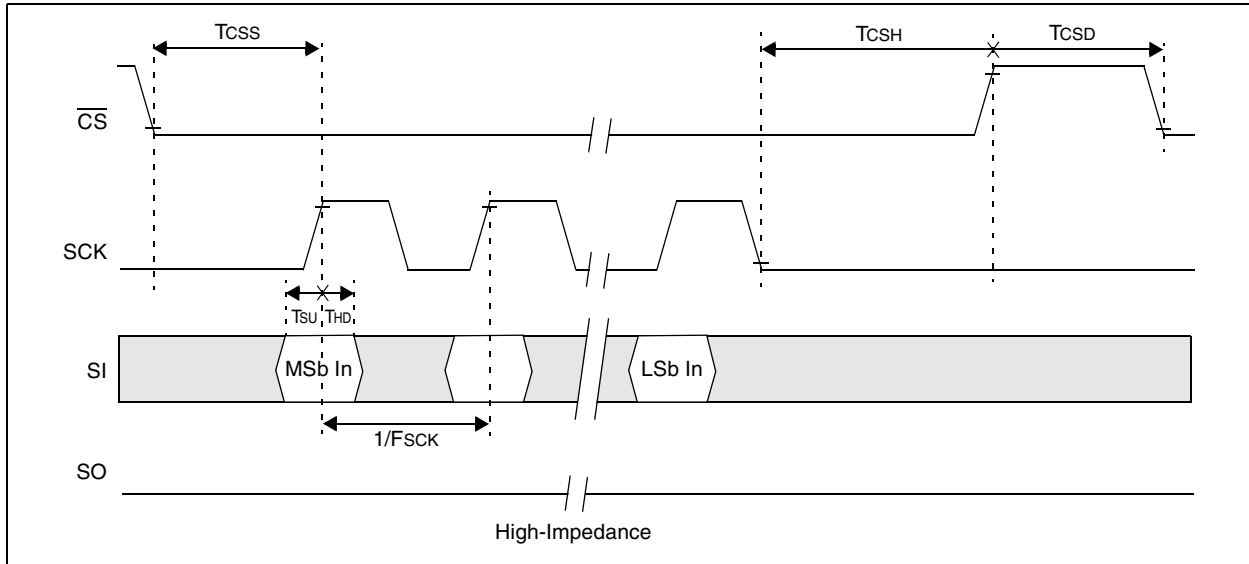 TCSS
TCSH
TCSD
CS
SCK
TSU
THD
SI
MSb In
LSb In
1/FSCK
SO
High-Impedance